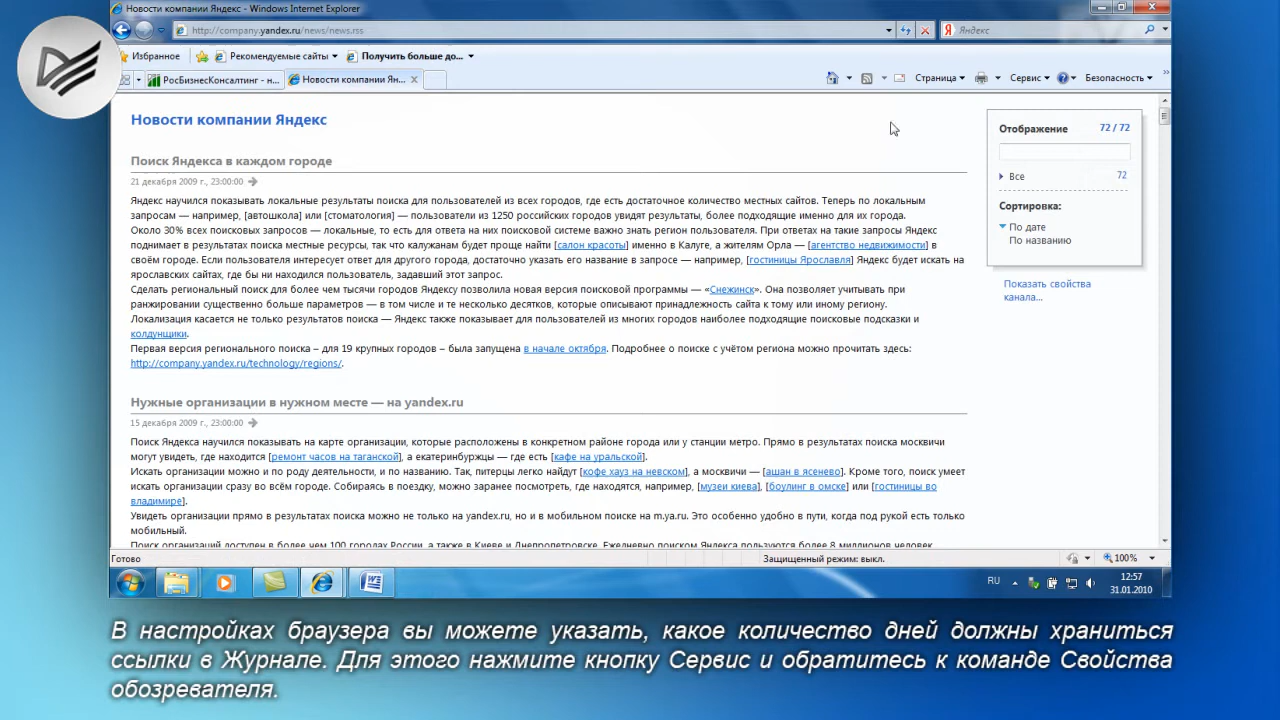 Новости компании Яндекс - Windows Internet Explorer
http://company.yandex.ru/news/news.rss
Яндекс
Избранное
Рекомендуемые сайты
Получить больше до...
РосБизнесКонсалтинг - н...
Новости компании Ян...
Страница
Сервис
Безопасность
Новости компании Яндекс
Поиск Яндекса в каждом городе
21 декабря 2009 г., 23:00:00
Яндекс научился показывать локальные результаты поиска для пользователей из всех городов, где есть достаточное количество местных сайтов. Теперь по локальным
запросам — например, [автошкола] или [стоматология] — пользователи из 1250 российских городов увидят результаты, более подходящие именно для их города.
Около 30% всех поисковых запросов — локальные, то есть для ответа на них поисковой системе важно знать регион пользователя. При ответах на такие запросы Яндекс
поднимает в результатах поиска местные ресурсы, так что калужанам будет проще найти [салон красоты] именно в Калуге, а жителям Орла — [агентство недвижимости] в
своём городе. Если пользователя интересует ответ для другого города, достаточно указать его название в запросе — например, [гостиницы Ярославля] Яндекс будет искать на
ярославских сайтах, где бы ни находился пользователь, задавший этот запрос.
Сделать региональный поиск для более чем тысячи городов Яндексу позволила новая версия поисковой программы — «Снежинск». Она позволяет учитывать при
ранжировании существенно больше параметров — в том числе и те несколько десятков, которые описывают принадлежность сайта к тому или иному региону.
Локализация касается не только результатов поиска — Яндекс также показывает для пользователей из многих городов наиболее подходящие поисковые подсказки и
колдунщики.
Первая версия регионального поиска – для 19 крупных городов – была запущена в начале октября. Подробнее о поиске с учётом региона можно прочитать здесь:
http://company.yandex.ru/technology/regions/.
Нужные организации в нужном месте — на yandex.ru
15 декабря 2009 г., 23:00:00
Поиск Яндекса научился показывать на карте организации, которые расположены в конкретном районе города или у станции метро. Прямо в результатах поиска москвичи
могут увидеть, где находится [ремонт часов на таганской], а екатеринбуржцы — где есть [кафе на уральской].
Искать организации можно и по роду деятельности, и по названию. Так, питерцы легко найдут [кофе хауз на невском], а москвичи — [ашан в ясенево]. Кроме того, поиск умеет
искать организации сразу во всём городе. Собираясь в поездку, можно заранее посмотреть, где находятся, например, [музеи киева], [боулинг в омске] или [гостиницы во
владимире].
Увидеть организации прямо в результатах поиска можно не только на yandex.ru, но и в мобильном поиске на m.ya.ru. Это особенно удобно в пути, когда под рукой есть только
мобильный.
Поиск организаций доступен в более чем 100 городах России, а также в Киеве и Днепропетровске. Ежедневно поиском Яндекса пользуются более 8 миллионов человек
Отображение 72 / 72
Все 72
Сортировка:
По дате
По названию
Показать свойства
канала...
Готово
Защищенный режим: выкл.
100%
RU
12:57
31.01.2010
В настройках браузера вы можете указать, какое количество дней должны храниться
ссылки в Журнале. Для этого нажмите кнопку Сервис и обратитесь к команде Свойства
обозревателя.